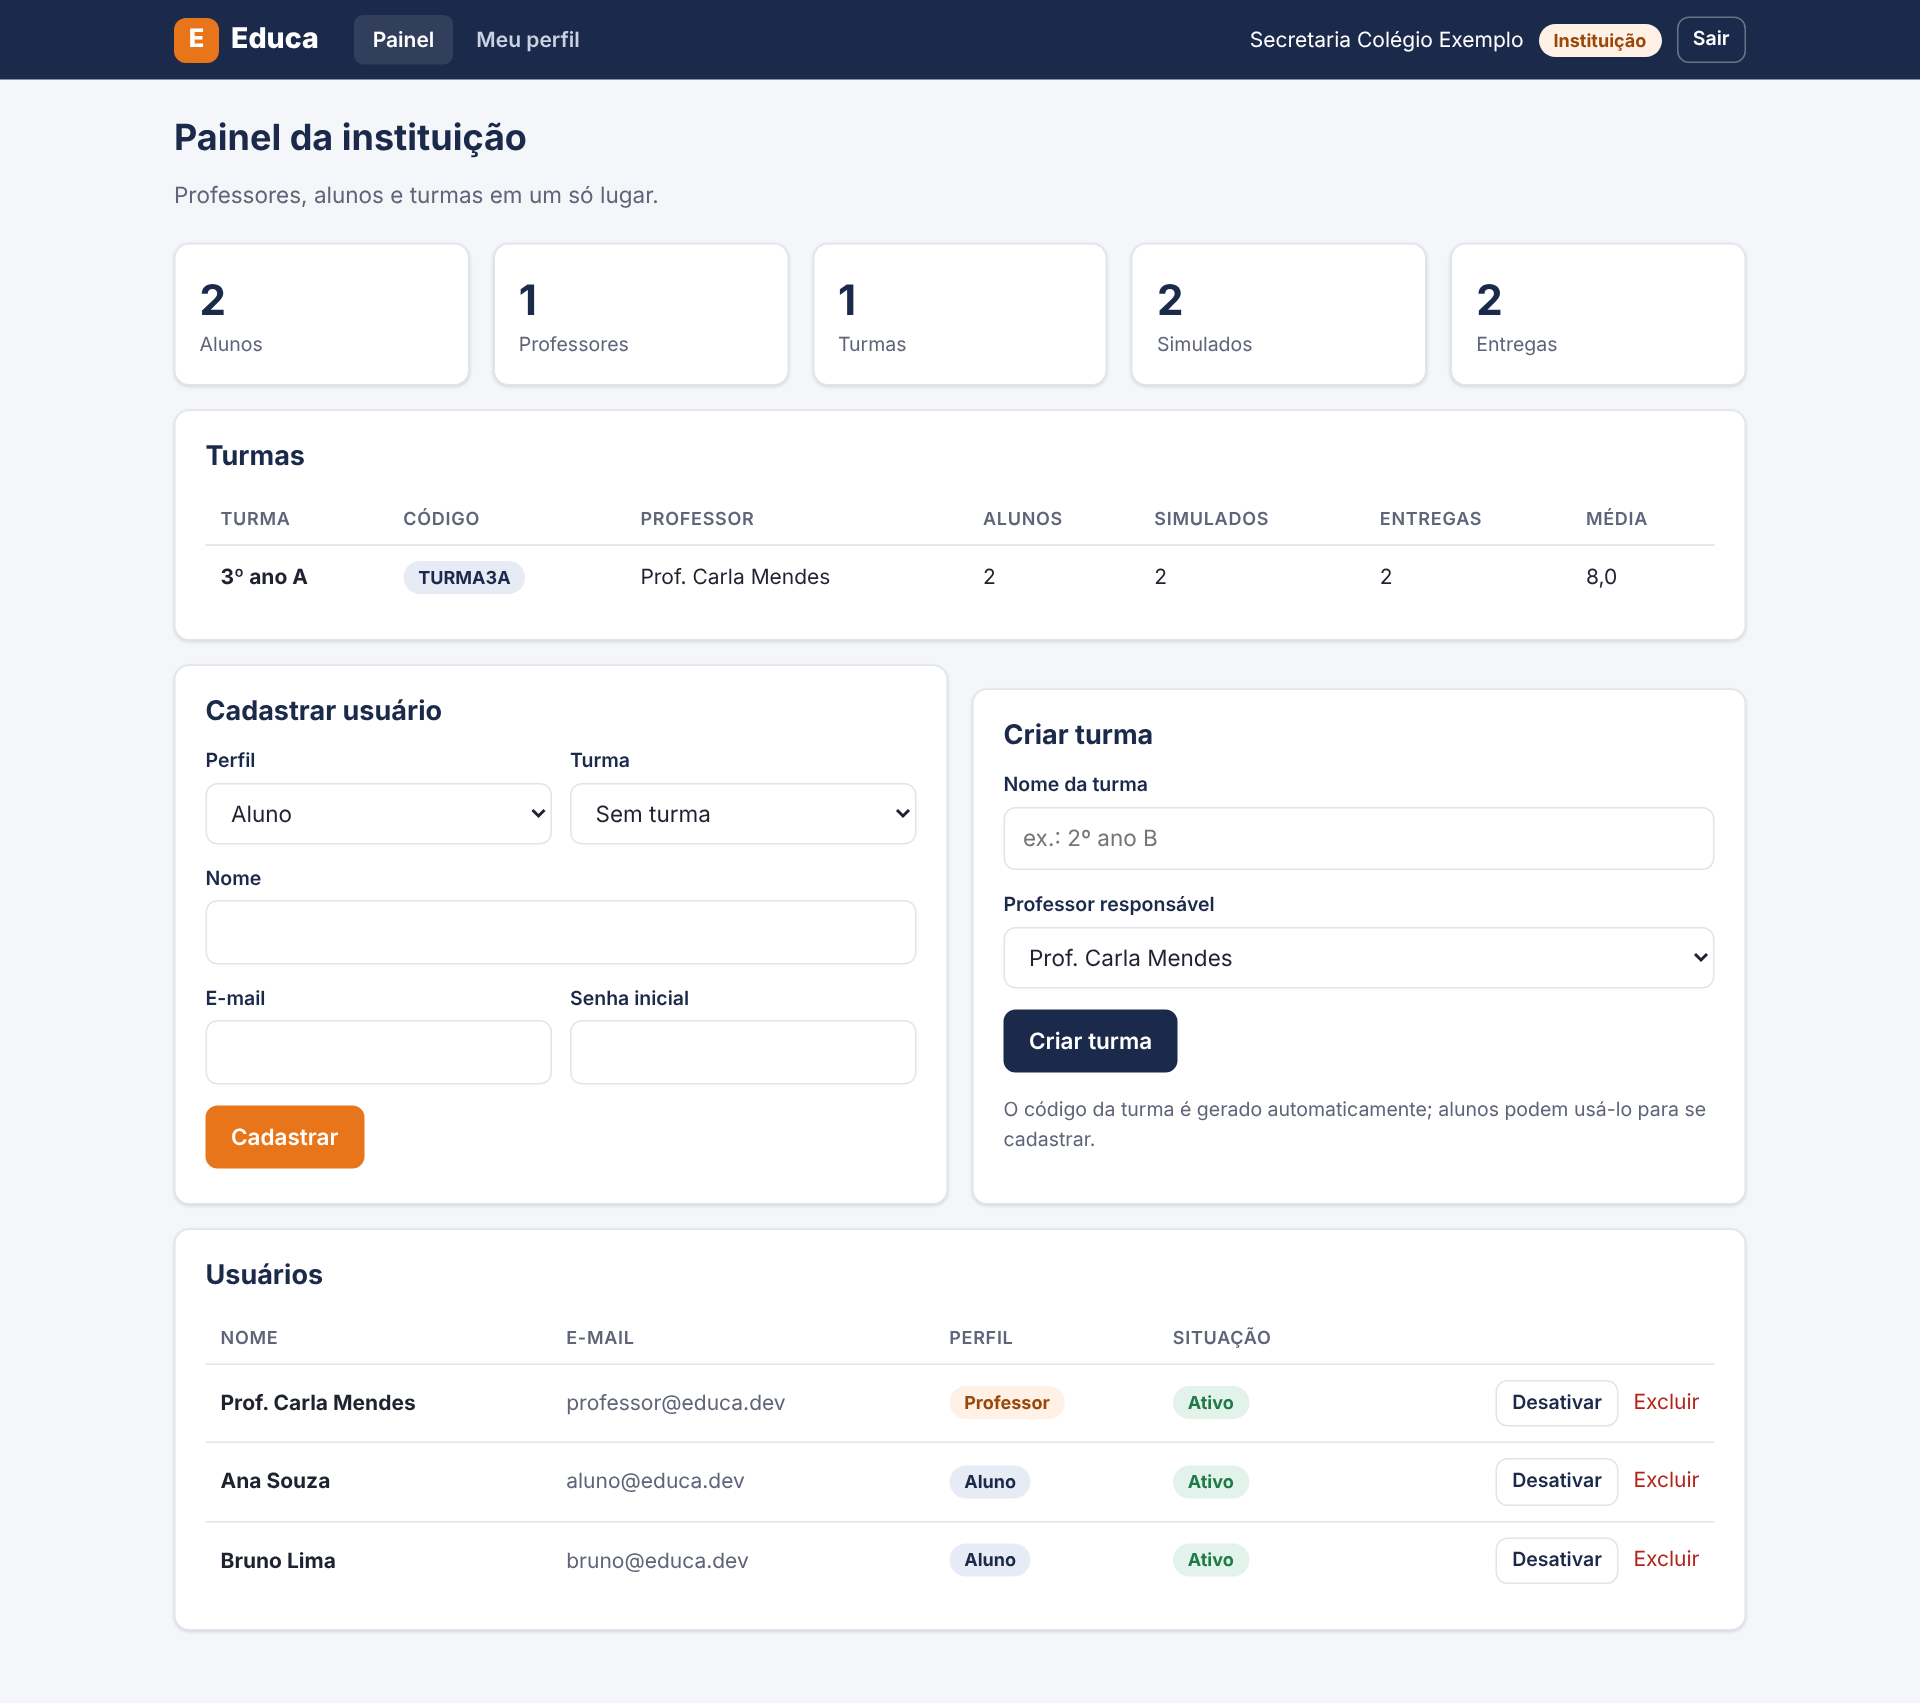 E Educa Painel Meu perfil Secretaria Colégio Exemplo Instituição Sair
Painel da instituição
Professores, alunos e turmas em um só lugar.
2 1 1 2 2
Alunos Professores Turmas Simulados Entregas
Turmas
TURMA CÓDIGO PROFESSOR ALUNOS SIMULADOS ENTREGAS MÉDIA
3º ano A TURMA3A Prof. Carla Mendes 2 2 2 8,0
Cadastrar usuário
Perfil Turma
Aluno Sem turma
Nome
E-mail Senha inicial
Cadastrar
Criar turma
Nome da turma
ex.: 2º ano B
Professor responsável
Prof. Carla Mendes
Criar turma
O código da turma é gerado automaticamente; alunos podem usá-lo para se
cadastrar.
Usuários
NOME E-MAIL PERFIL SITUAÇÃO
Prof. Carla Mendes professor@educa.dev Professor Ativo Desativar Excluir
Ana Souza aluno@educa.dev Aluno Ativo Desativar Excluir
Bruno Lima bruno@educa.dev Aluno Ativo Desativar Excluir